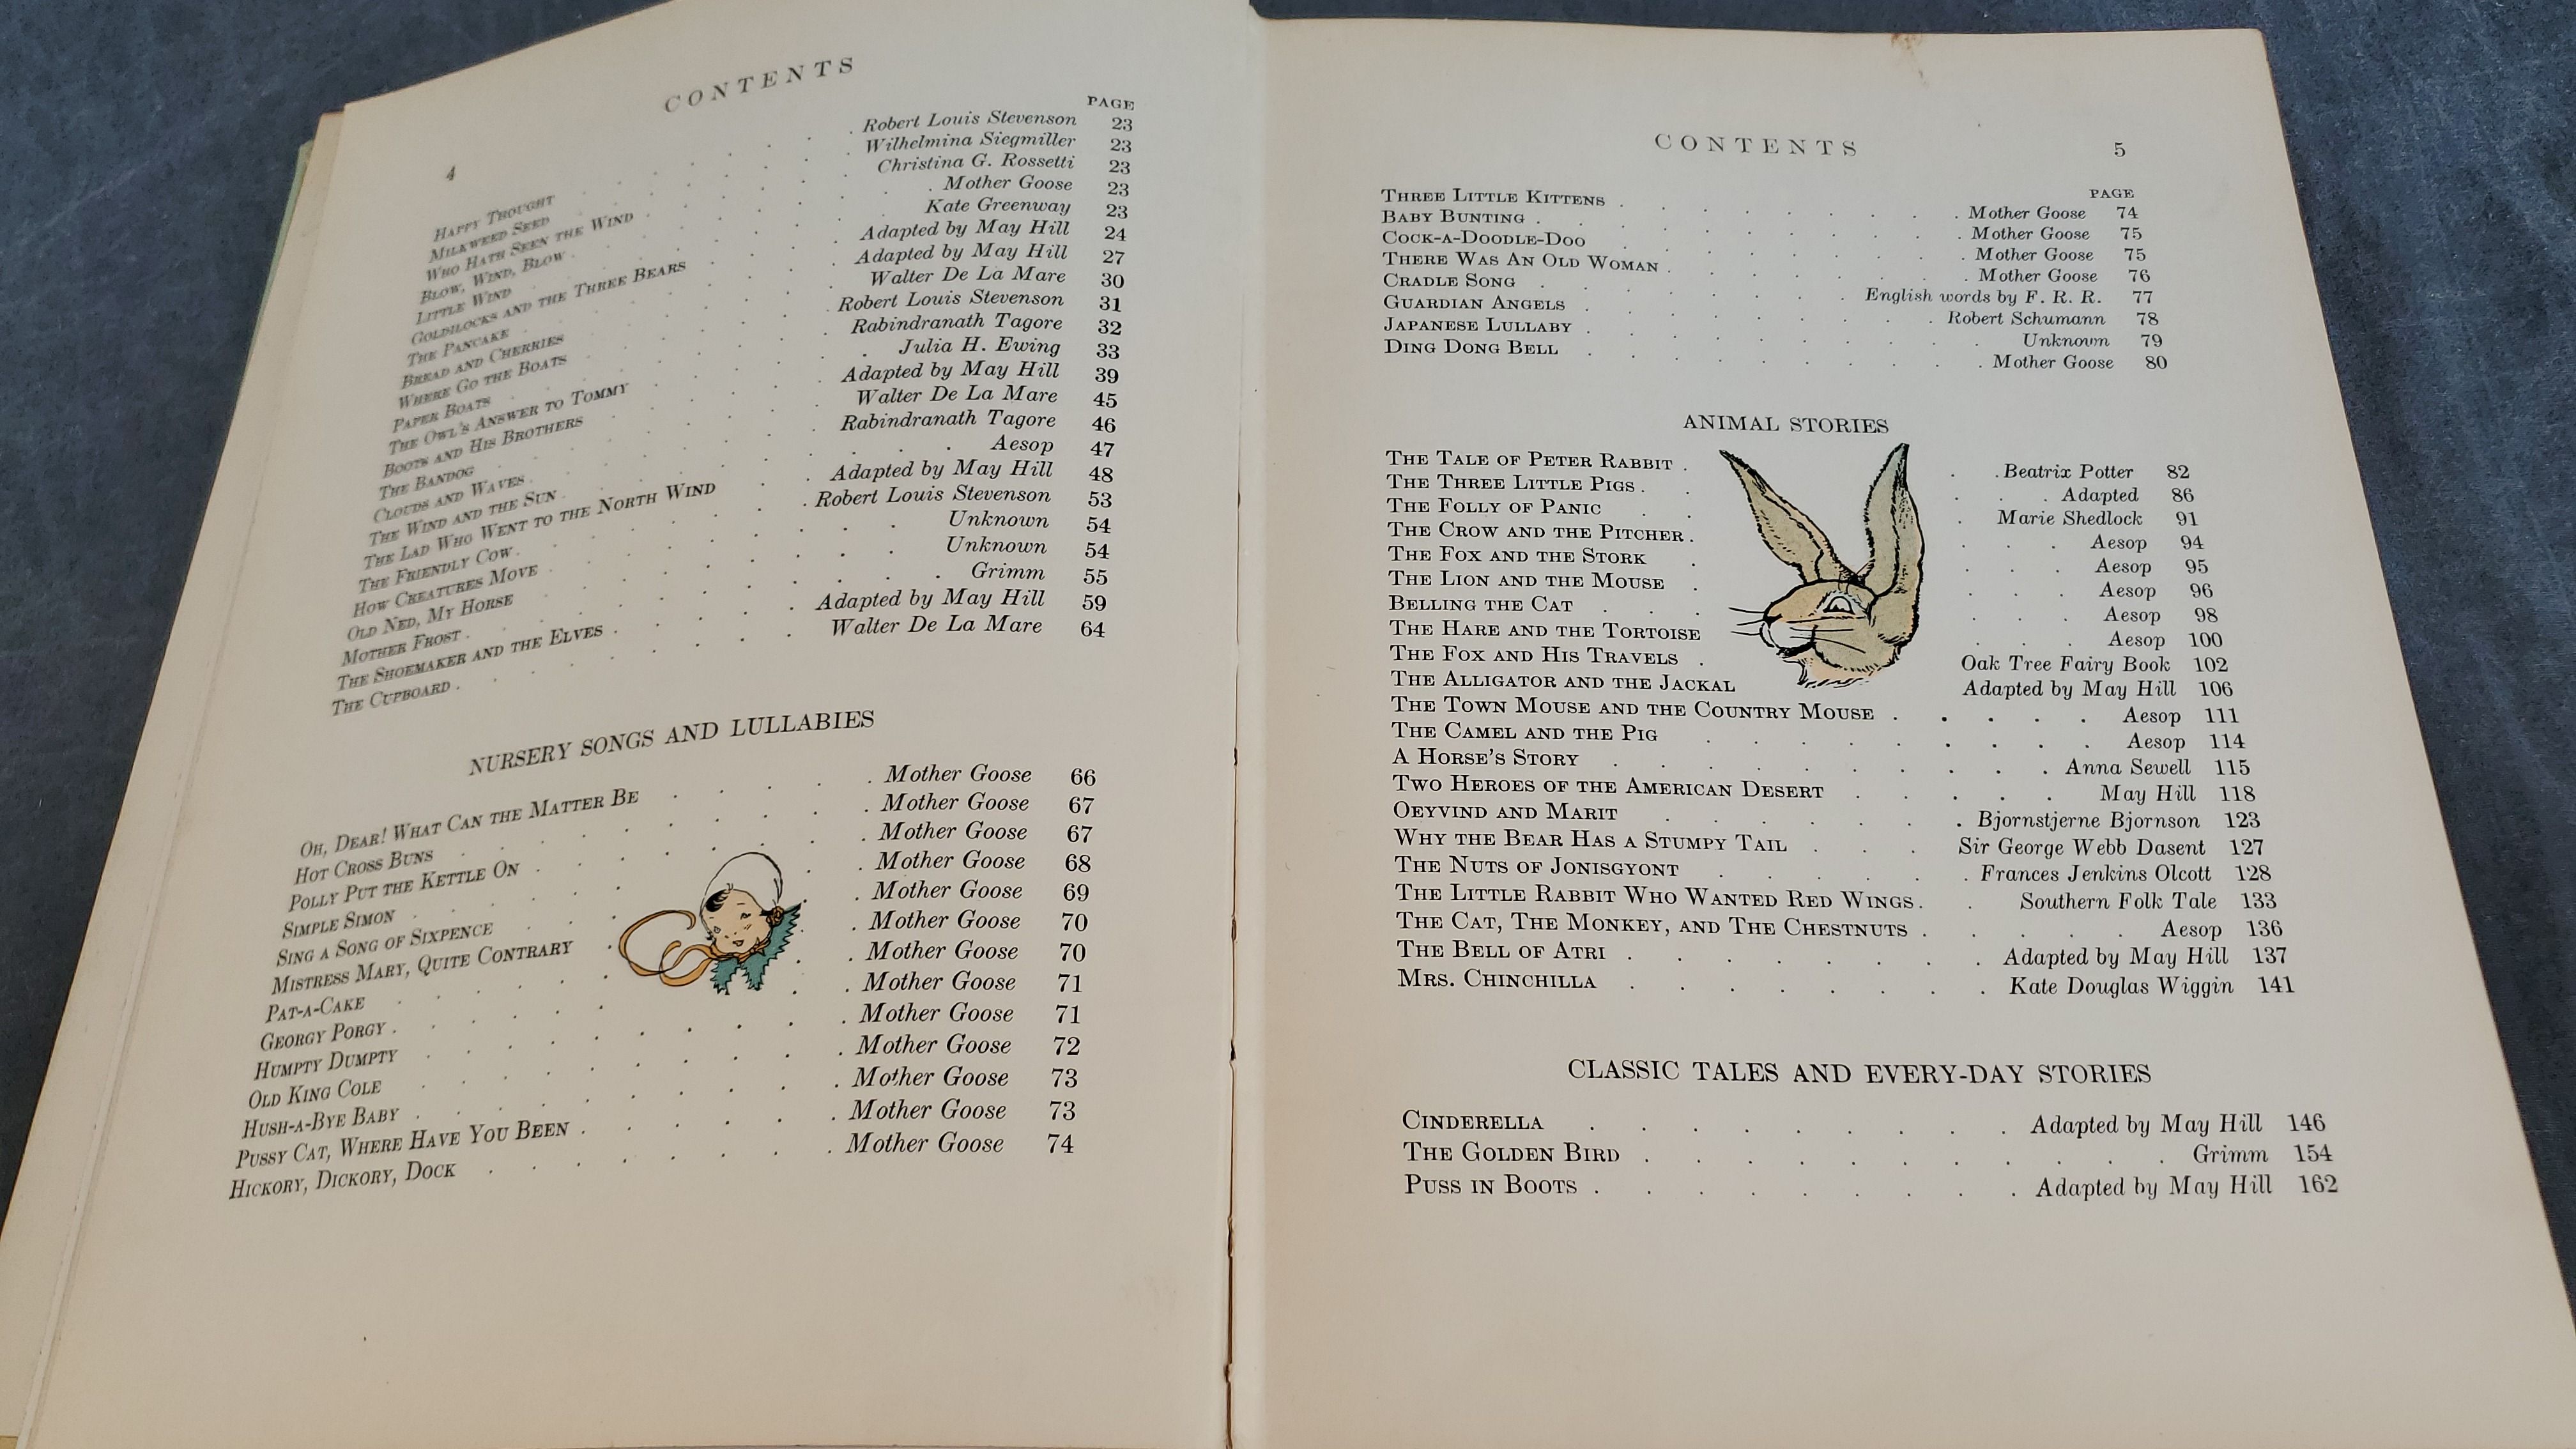 4 CONTENTS
PAGE
HAPPY THOUGHT . . . . Robert Louis Stevenson 23
MILKWEED SEED . . . . Wilhelmina Siegmiller 23
WHO HATH SEEN THE WIND . . . . Christina G. Rossetti 23
BLOW, WIND, BLOW . . . . Mother Goose 23
LITTLE WIND . . . . Kate Greenway 23
GOLDILOCKS AND THE THREE BEARS . . . . Adapted by May Hill 24
THE PANCAKE . . . . Adapted by May Hill 27
BREAD AND CHERRIES . . . . Walter De La Mare 30
WHERE GO THE BOATS . . . . Robert Louis Stevenson 31
PAPER BOATS . . . . Rabindranath Tagore 32
THE OWL'S ANSWER TO TOMMY . . . . Julia H. Ewing 33
BOOTS AND HIS BROTHERS . . . . Adapted by May Hill 39
THE BANDOG . . . . Walter De La Mare 45
CLOUDS AND WAVES . . . . Rabindranath Tagore 46
THE WIND AND THE SUN . . . . Aesop 47
THE LAD WHO WENT TO THE NORTH WIND . . . . Adapted by May Hill 48
THE FRIENDLY COW . . . . Robert Louis Stevenson 53
HOW CREATURES MOVE . . . . Unknown 54
OLD NED, MY HORSE . . . . Unknown 54
MOTHER FROST . . . . Grimm 55
THE SHOEMAKER AND THE ELVES . . . . Adapted by May Hill 59
THE CUPBOARD . . . . Walter De La Mare 64
NURSERY SONGS AND LULLABIES
OH, DEAR! WHAT CAN THE MATTER BE . . . . Mother Goose 66
HOT CROSS BUNS . . . . Mother Goose 67
POLLY PUT THE KETTLE ON . . . . Mother Goose 67
SIMPLE SIMON . . . . Mother Goose 68
SING A SONG OF SIXPENCE . . . . Mother Goose 69
MISTRESS MARY, QUITE CONTRARY . . . . Mother Goose 70
PAT-A-CAKE . . . . Mother Goose 70
GEORGY PORGY . . . . Mother Goose 71
HUMPTY DUMPTY . . . . Mother Goose 71
OLD KING COLE . . . . Mother Goose 72
HUSH-A-BYE BABY . . . . Mother Goose 73
PUSSY CAT, WHERE HAVE YOU BEEN . . . . Mother Goose 73
HICKORY, DICKORY, DOCK . . . . Mother Goose 74
CONTENTS 5
PAGE
THREE LITTLE KITTENS . . . . Mother Goose 74
BABY BUNTING . . . . Mother Goose 75
COCK-A-DOODLE-DOO . . . . Mother Goose 75
THERE WAS AN OLD WOMAN . . . . Mother Goose 76
CRADLE SONG . . . . English words by F. R. R. 77
GUARDIAN ANGELS . . . . Robert Schumann 78
JAPANESE LULLABY . . . . Unknown 79
DING DONG BELL . . . . Mother Goose 80
ANIMAL STORIES
THE TALE OF PETER RABBIT . . . . Beatrix Potter 82
THE THREE LITTLE PIGS . . . . Adapted 86
THE FOLLY OF PANIC . . . . Marie Shedlock 91
THE CROW AND THE PITCHER . . . . Aesop 94
THE FOX AND THE STORK . . . . Aesop 95
THE LION AND THE MOUSE . . . . Aesop 96
BELLING THE CAT . . . . Aesop 98
THE HARE AND THE TORTOISE . . . . Aesop 100
THE FOX AND HIS TRAVELS . Oak Tree Fairy Book 102
THE ALLIGATOR AND THE JACKAL Adapted by May Hill 106
THE TOWN MOUSE AND THE COUNTRY MOUSE . . . . Aesop 111
THE CAMEL AND THE PIG . . . . Aesop 114
A HORSE'S STORY . . . . Anna Sewell 115
TWO HEROES OF THE AMERICAN DESERT . . . . May Hill 118
OEYVIND AND MARIT . . . . Bjornstjerne Bjornson 123
WHY THE BEAR HAS A STUMPY TAIL . . . Sir George Webb Dasent 127
THE NUTS OF JONISGYONT . . . . Frances Jenkins Olcott 128
THE LITTLE RABBIT WHO WANTED RED WINGS . . Southern Folk Tale 133
THE CAT, THE MONKEY, AND THE CHESTNUTS . . . . Aesop 136
THE BELL OF ATRI . . . . Adapted by May Hill 137
MRS. CHINCHILLA . . . . Kate Douglas Wiggin 141
CLASSIC TALES AND EVERY-DAY STORIES
CINDERELLA . . . . Adapted by May Hill 146
THE GOLDEN BIRD . . . . Grimm 154
PUSS IN BOOTS . . . . Adapted by May Hill 162